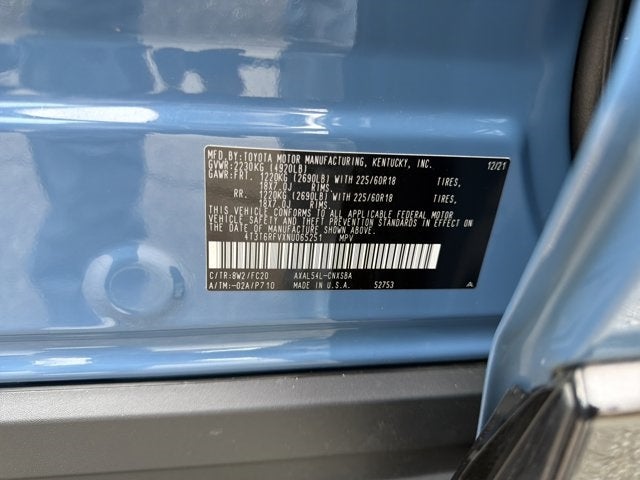 MFD. BY: TOYOTA MOTOR MANUFACTURING, KENTUCKY, INC. 12/21
GVWR: 2230KG (4920LB)
GAWR: FRT. 1220KG (2690LB) WITH 225/60R18 TIRES,
18X7.0J RIMS.
RR. 1220KG (2690LB) WITH 225/60R18 TIRES,
18X7.0J RIMS.
THIS VEHICLE CONFORMS TO ALL APPLICABLE FEDERAL MOTOR
VEHICLE SAFETY AND THEFT PREVENTION STANDARDS IN EFFECT ON
THE DATE OF MANUFACTURE SHOWN ABOVE.
4T3T6RFVXNU065251 MPV
C/TR: 8W2/FC20 AXAL54L-CNXSBA
A/TM: -02A/P710 MADE IN U.S.A. 52753